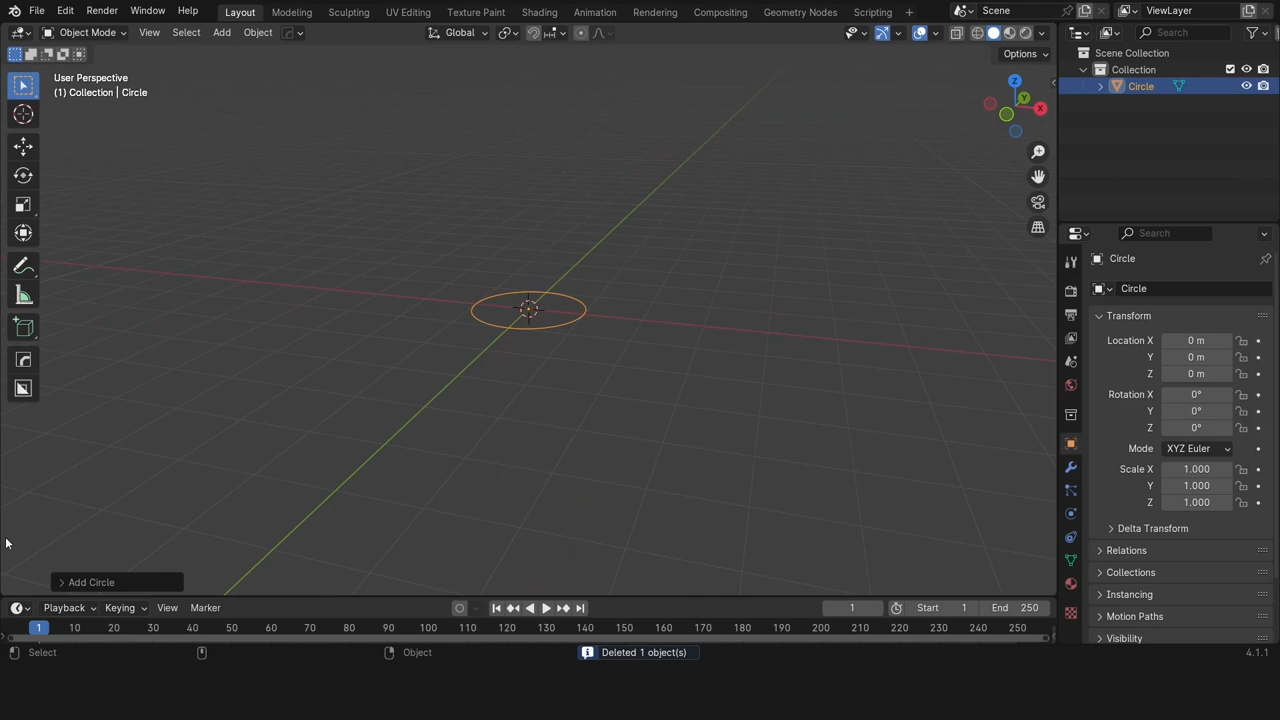 File Edit Render Window Help Layout Modeling Sculpting UV Editing Texture Paint Shading Animation Rendering Compositing Geometry Nodes Scripting + Scene ViewLayer
Object Mode View Select Add Object Global Search
Options
Scene Collection
Collection
Circle
User Perspective
(1) Collection | Circle
Z
Y
X
Search
Circle
Circle
Transform
Location X 0 m
Y 0 m
Z 0 m
Rotation X 0°
Y 0°
Z 0°
Mode XYZ Euler
Scale X 1.000
Y 1.000
Z 1.000
Delta Transform
Relations
Collections
Instancing
Motion Paths
Visibility
Add Circle
Playback Keying View Marker 1 Start 1 End 250
1 10 20 30 40 50 60 70 80 90 100 110 120 130 140 150 160 170 180 190 200 210 220 230 240 250
Select Object Deleted 1 object(s) 4.1.1